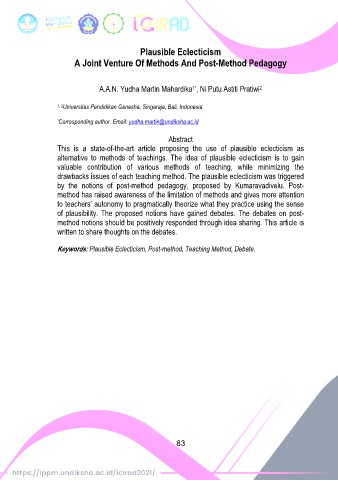 iCIRAD
Plausible Eclecticism
A Joint Venture Of Methods And Post-Method Pedagogy
A.A.N. Yudha Martin Mahardika¹*, Ni Putu Astiti Pratiwi²
¹˒²Universitas Pendidikan Ganesha, Singaraja, Bali, Indonesia
*Corresponding author. Email: yudha.martin@undiksha.ac.id
Abstract
This is a state-of-the-art article proposing the use of plausible eclecticism as
alternative to methods of teachings. The idea of plausible eclecticism is to gain
valuable contribution of various methods of teaching, while minimizing the
drawbacks issues of each teaching method. The plausible eclecticism was triggered
by the notions of post-method pedagogy, proposed by Kumaravadivelu. Post-
method has raised awareness of the limitation of methods and gives more attention
to teachers' autonomy to pragmatically theorize what they practice using the sense
of plausibility. The proposed notions have gained debates. The debates on post-
method notions should be positively responded through idea sharing. This article is
written to share thoughts on the debates.
Keywords: Plausible Eclecticism, Post-method, Teaching Method, Debate.
83
https://lppm.undiksha.ac.id/icirad2021/